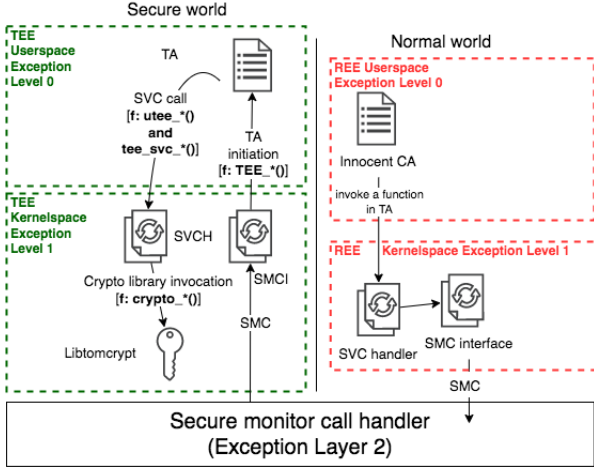 Secure world
TEE
Userspace
Exception
Level 0
TA
SVC call
[f: utee_*()
and
tee_svc_*()]
TA
initiation
[f: TEE_*()]
TEE
Kernelspace
Exception
Level 1
SVCH
SMCI
Crypto library invocation
[f: crypto_*()]
SMC
Libtomcrypt
Normal world
REE Userspace
Exception Level 0
Innocent CA
invoke a function
in TA
REE Kernelspace Exception Level 1
SVC handler
SMC interface
SMC
Secure monitor call handler
(Exception Layer 2)